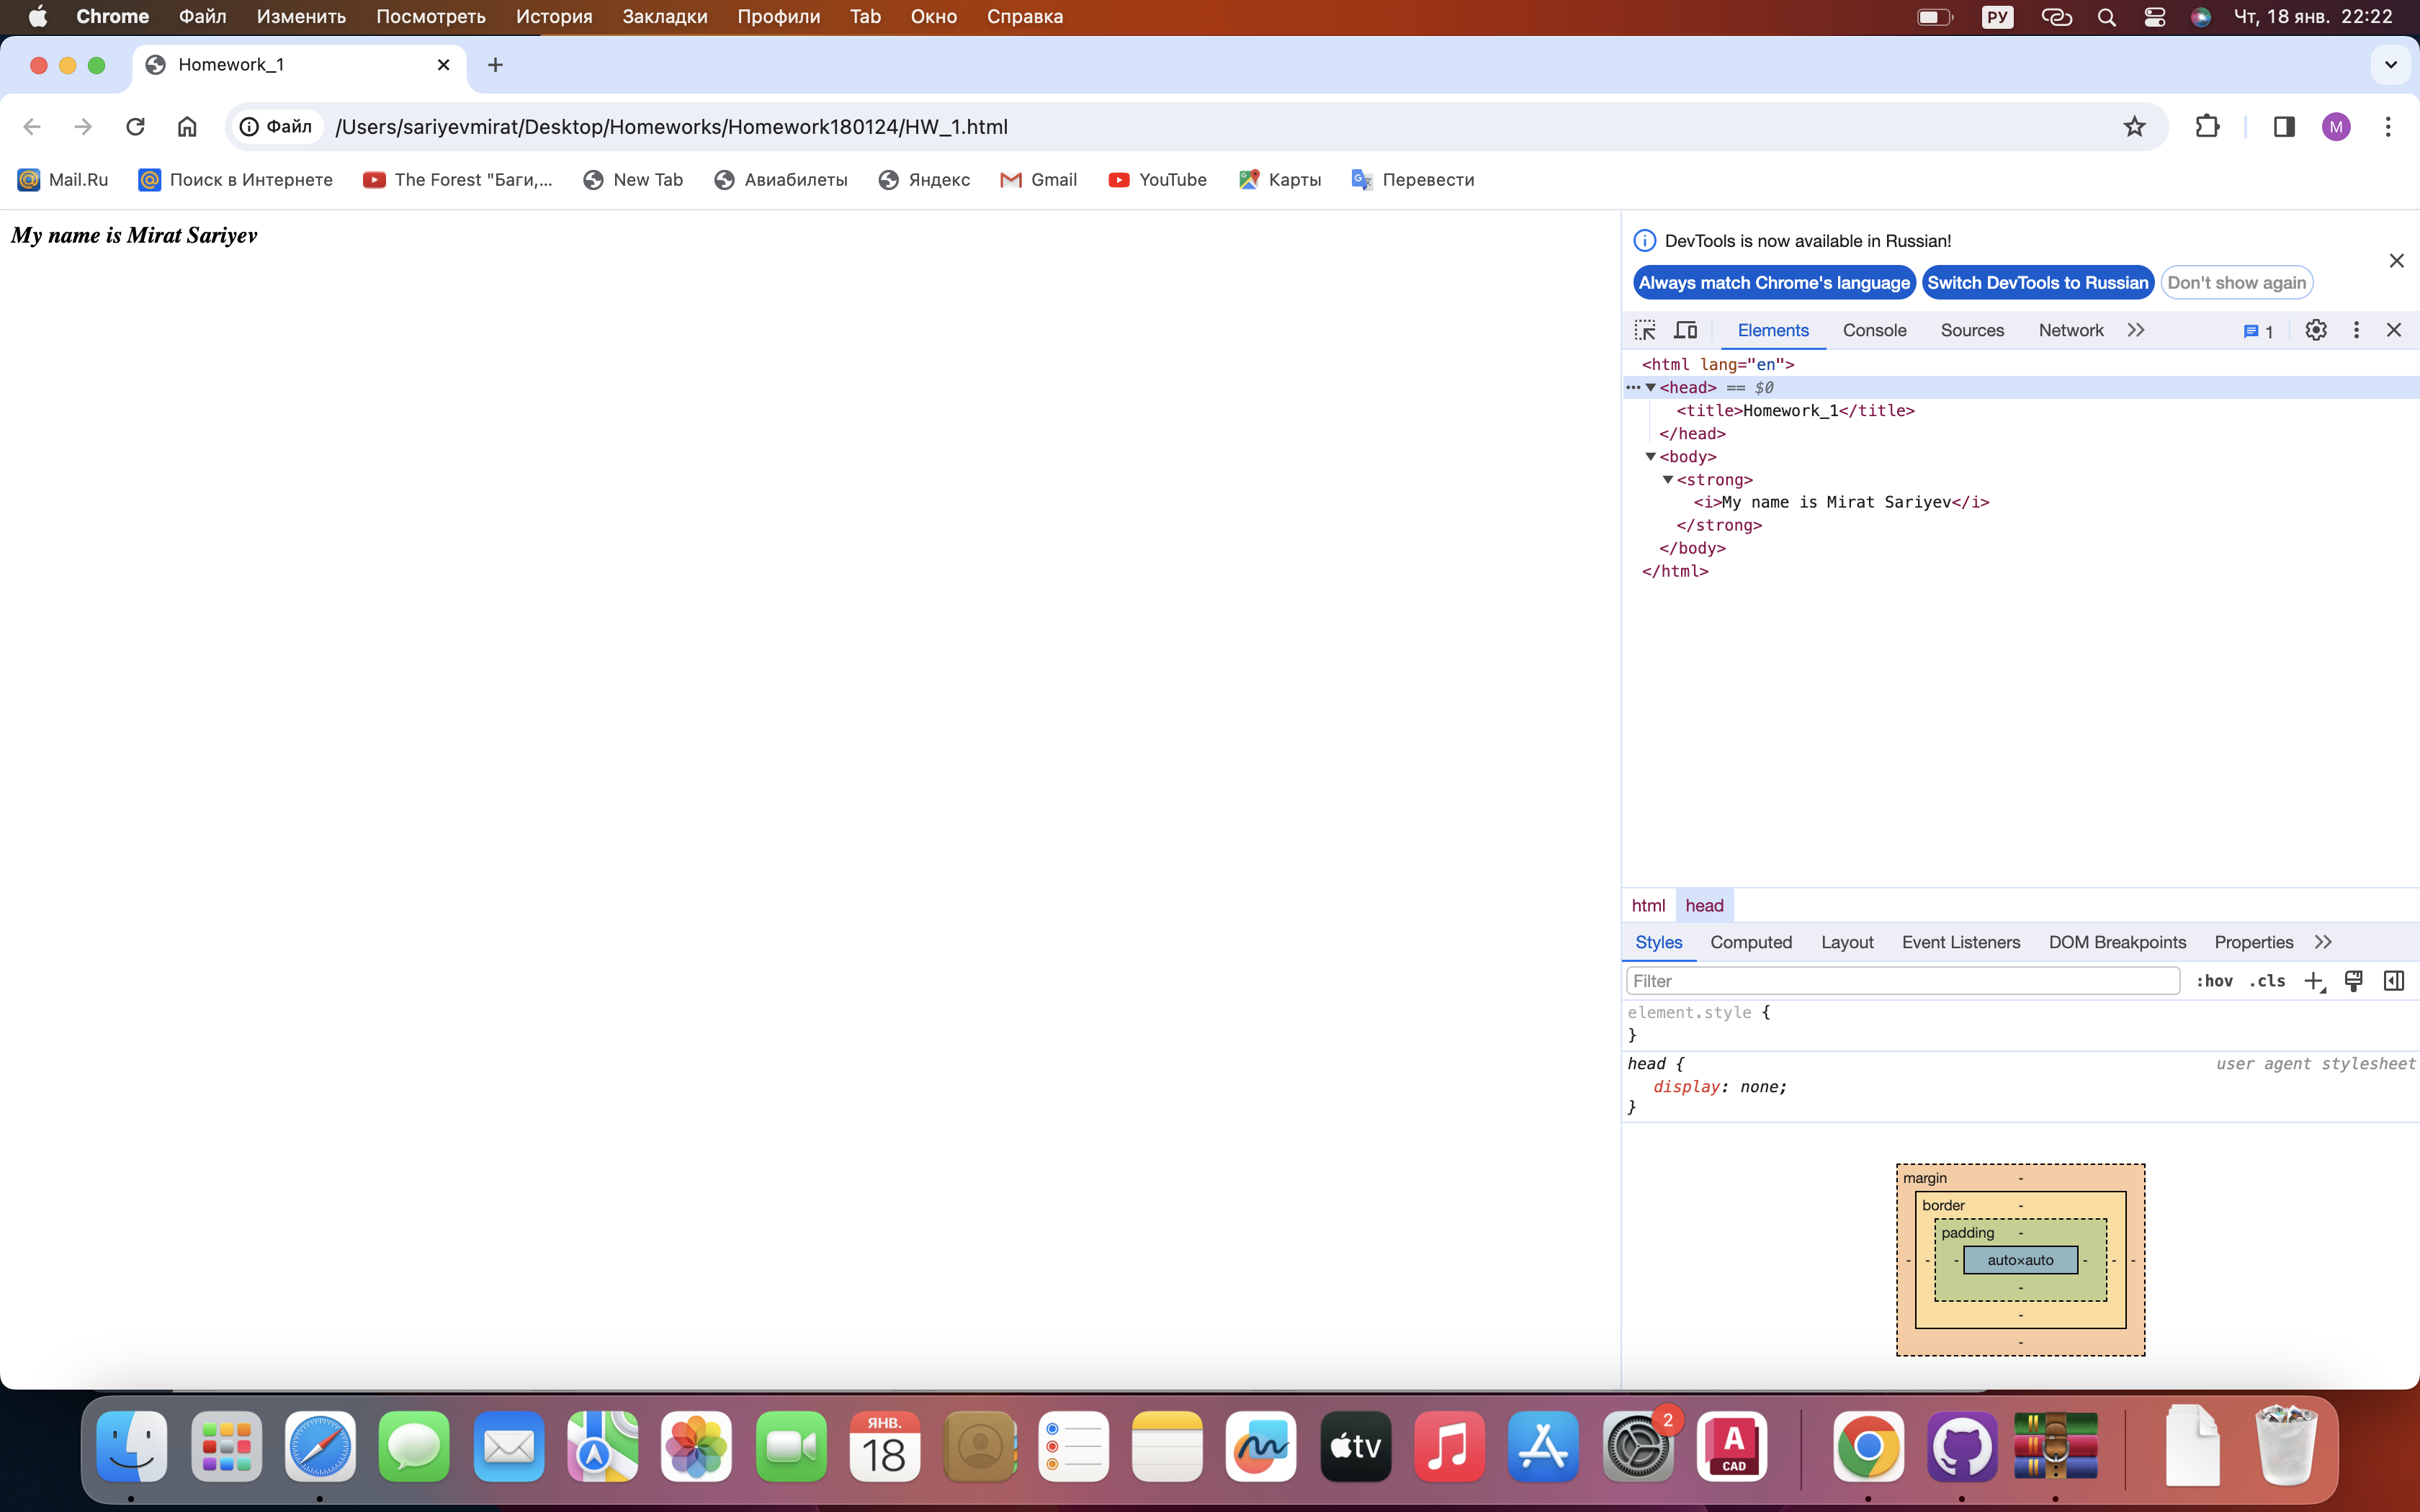 Chrome Файл Изменить Посмотреть История Закладки Профили Tab Окно Справка РУ Чт, 18 янв. 22:22
Homework_1
Файл /Users/sariyevmirat/Desktop/Homeworks/Homework180124/HW_1.html M
Mail.Ru Поиск в Интернете The Forest "Баги,... New Tab Авиабилеты Яндекс Gmail YouTube Карты Перевести
My name is Mirat Sariyev
DevTools is now available in Russian!
Always match Chrome's language Switch DevTools to Russian Don't show again
Elements Console Sources Network 1
<html lang="en">
<head> == $0
<title>Homework_1</title>
</head>
<body>
<strong>
<i>My name is Mirat Sariyev</i>
</strong>
</body>
</html>
html head
Styles Computed Layout Event Listeners DOM Breakpoints Properties
Filter :hov .cls
element.style {
}
head { user agent stylesheet
display: none;
}
margin -
border -
padding -
- - - auto×auto - - -
-
-
-
ЯНВ.
18
tv
2
A
CAD